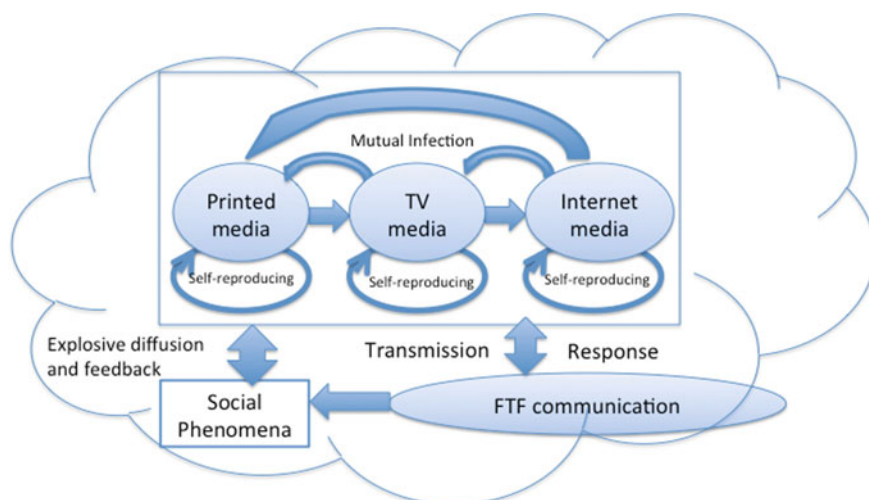 Mutual Infection
Printed
media
TV
media
Internet
media
Self-reproducing
Self-reproducing
Self-reproducing
Explosive diffusion
and feedback
Transmission
Response
Social
Phenomena
FTF communication